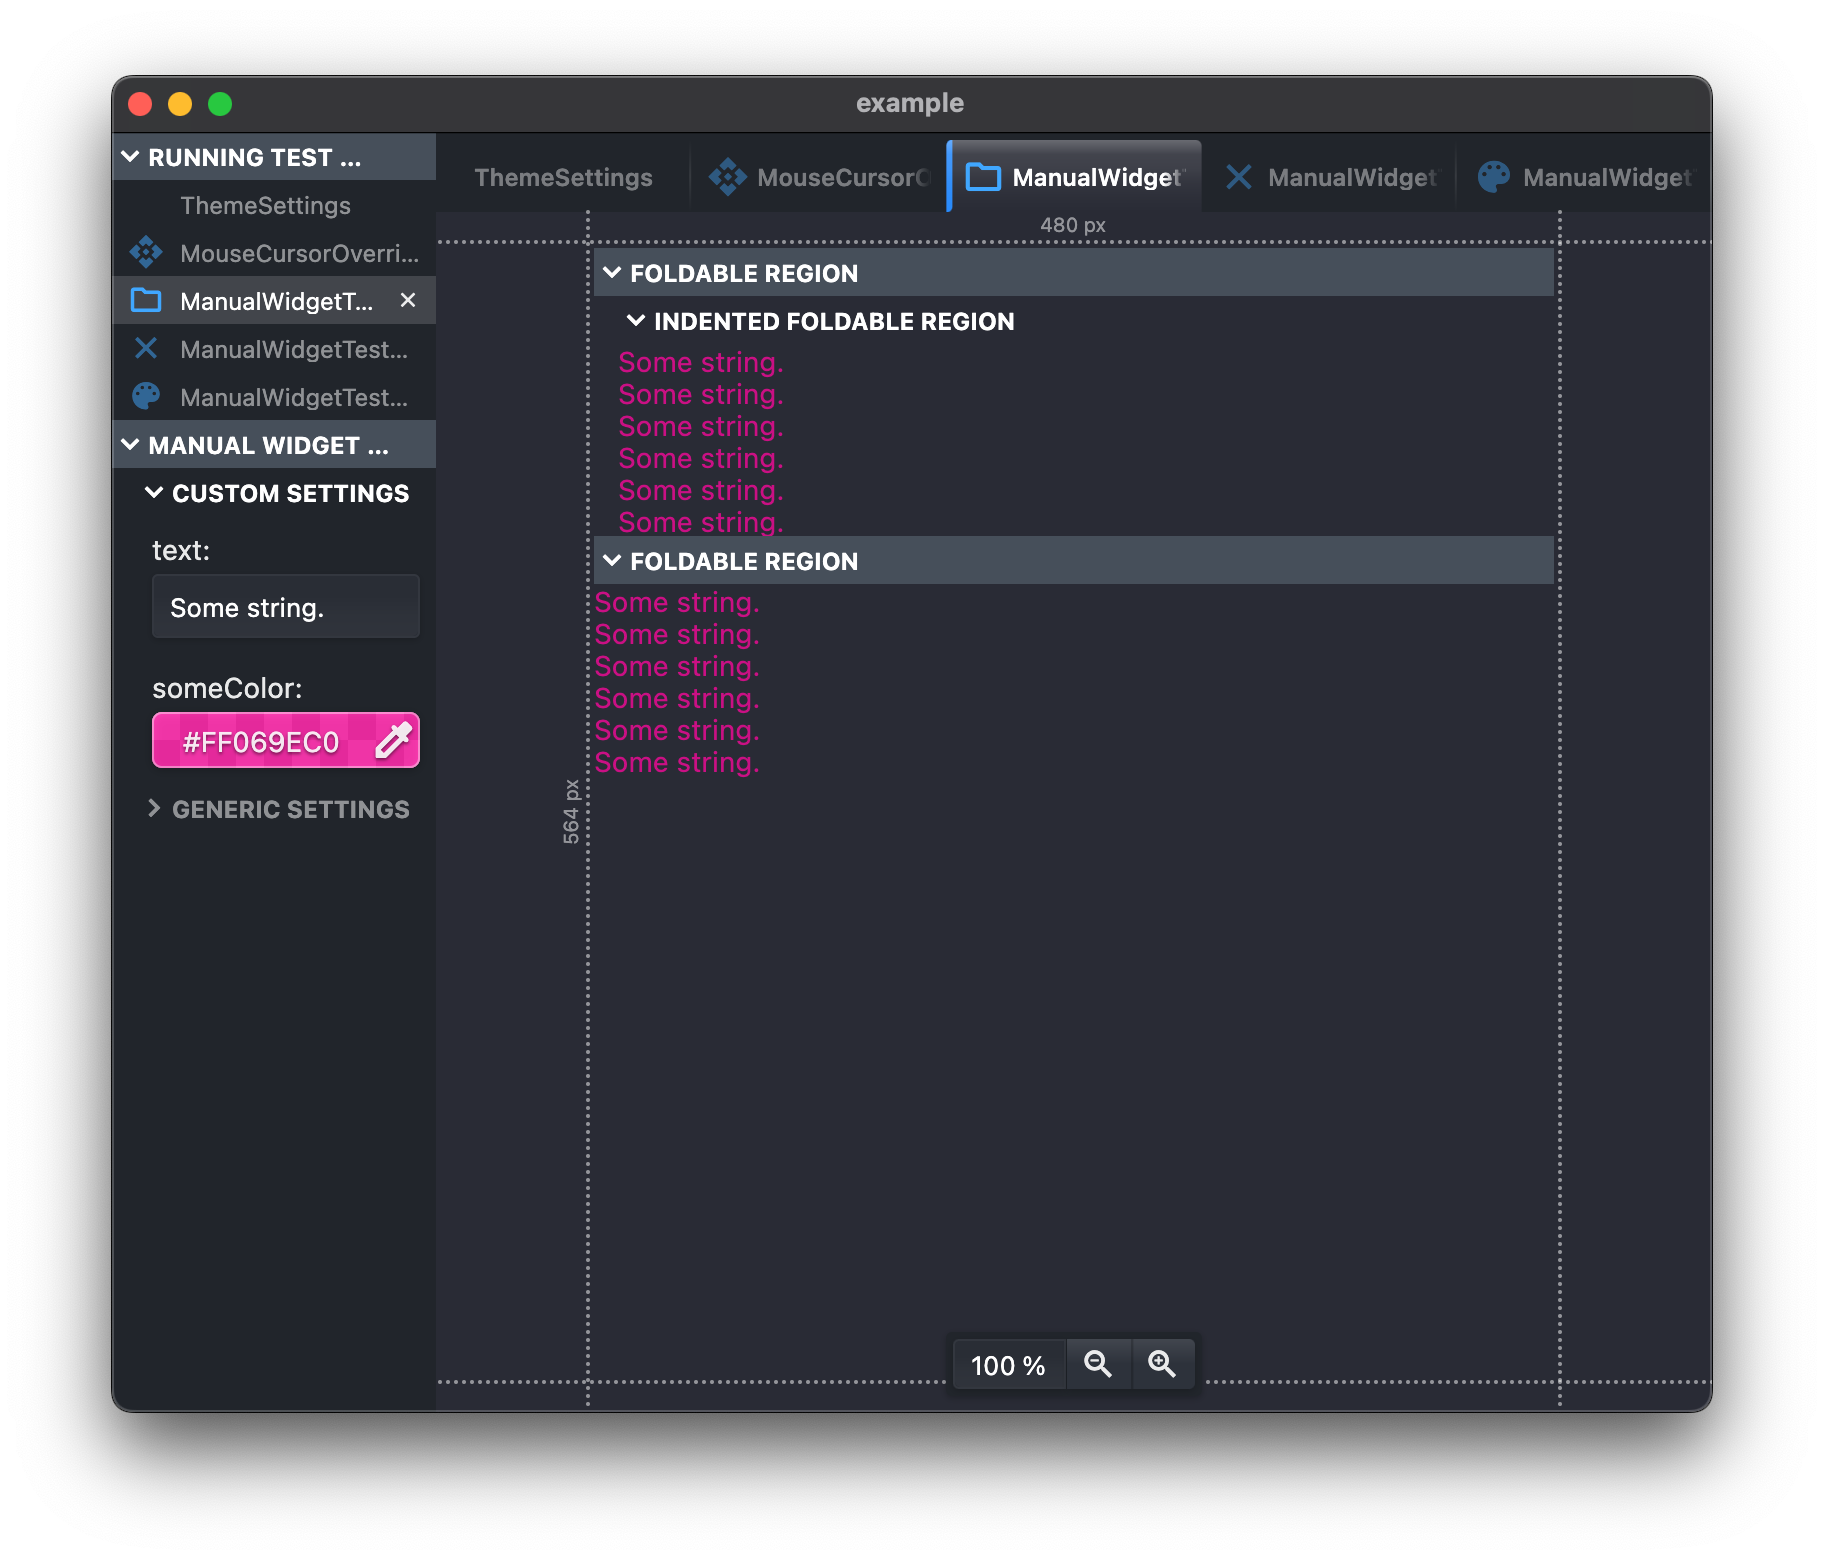 example
RUNNING TEST ...
ThemeSettings
MouseCursorOverri...
ManualWidgetT...
ManualWidgetTest...
ManualWidgetTest...
MANUAL WIDGET ...
CUSTOM SETTINGS
text:
Some string.
someColor:
#FF069EC0
GENERIC SETTINGS
ThemeSettings
MouseCursorO
ManualWidget
ManualWidget
ManualWidget
480 px
FOLDABLE REGION
INDENTED FOLDABLE REGION
Some string.
Some string.
Some string.
Some string.
Some string.
Some string.
FOLDABLE REGION
Some string.
Some string.
Some string.
Some string.
Some string.
Some string.
564 px
100 %